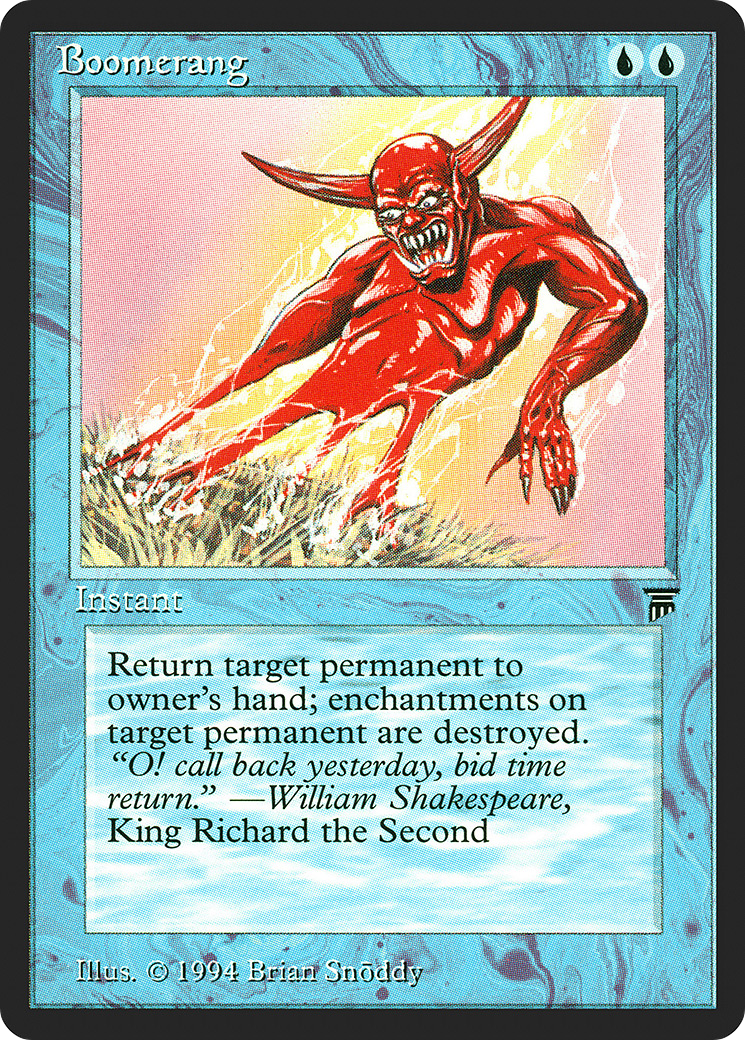 Boomerang
Instant
Return target permanent to
owner's hand; enchantments on
target permanent are destroyed.
"O! call back yesterday, bid time
return." —William Shakespeare,
King Richard the Second
Illus. © 1994 Brian Snōddy